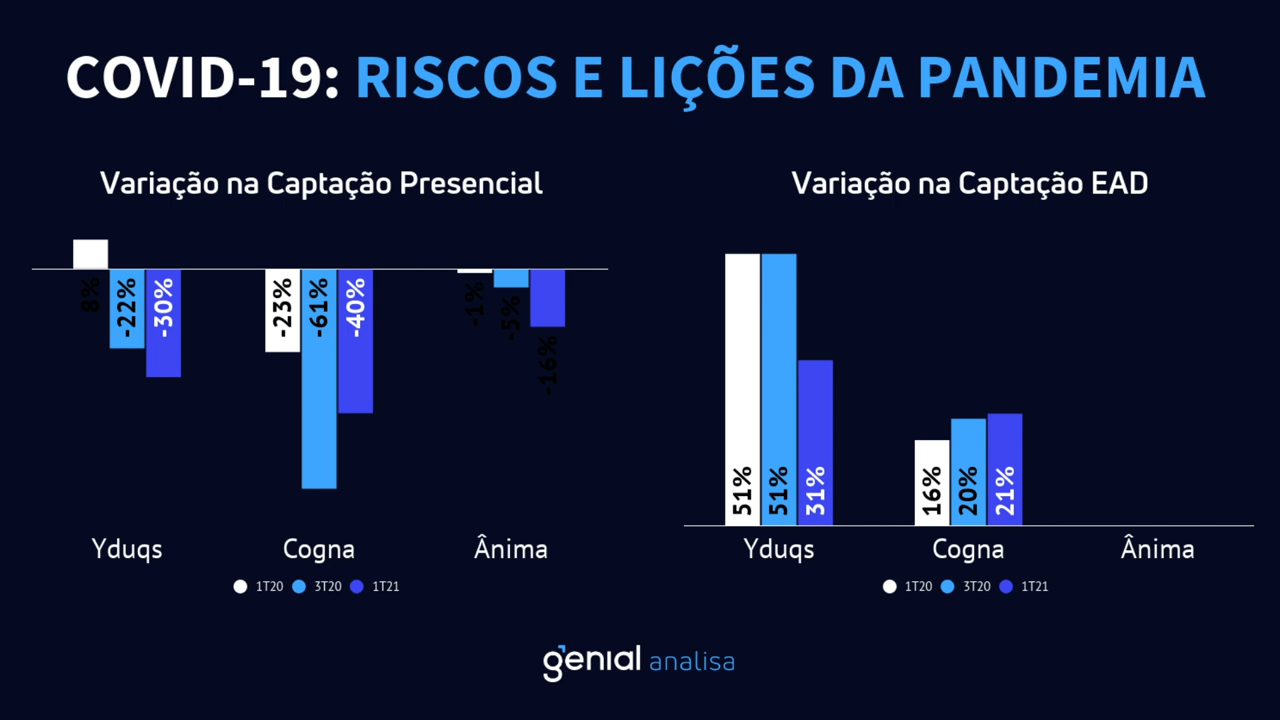 COVID-19: RISCOS E LIÇÕES DA PANDEMIA
Variação na Captação Presencial
8%
-22%
-30%
-23%
-61%
-40%
-1%
-5%
-16%
Yduqs
Cogna
Ânima
1T20
3T20
1T21
Variação na Captação EAD
51%
51%
31%
16%
20%
21%
Yduqs
Cogna
Ânima
1T20
3T20
1T21
genial analisa